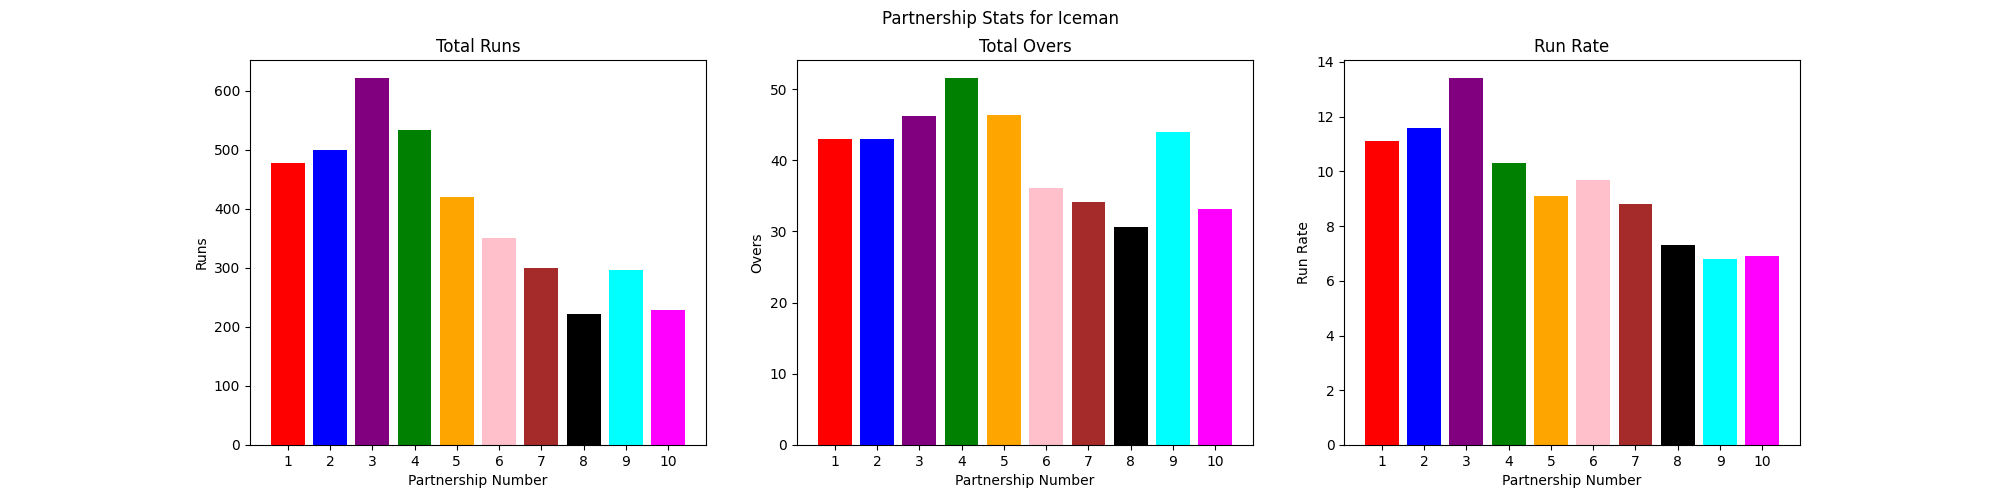 Partnership Stats for Iceman
Total Runs
Runs
600
500
400
300
200
100
0
1 2 3 4 5 6 7 8 9 10
Partnership Number
Total Overs
Overs
50
40
30
20
10
0
1 2 3 4 5 6 7 8 9 10
Partnership Number
Run Rate
Run Rate
14
12
10
8
6
4
2
0
1 2 3 4 5 6 7 8 9 10
Partnership Number